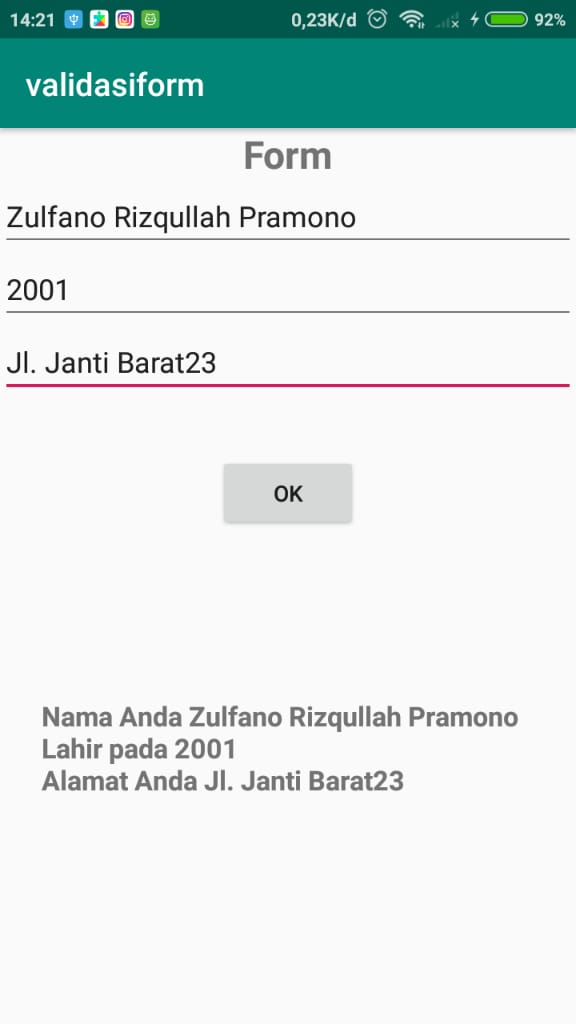 14:21 0,23K/d 92%
validasiform
Form
Zulfano Rizqullah Pramono
2001
Jl. Janti Barat23
OK
Nama Anda Zulfano Rizqullah Pramono
Lahir pada 2001
Alamat Anda Jl. Janti Barat23